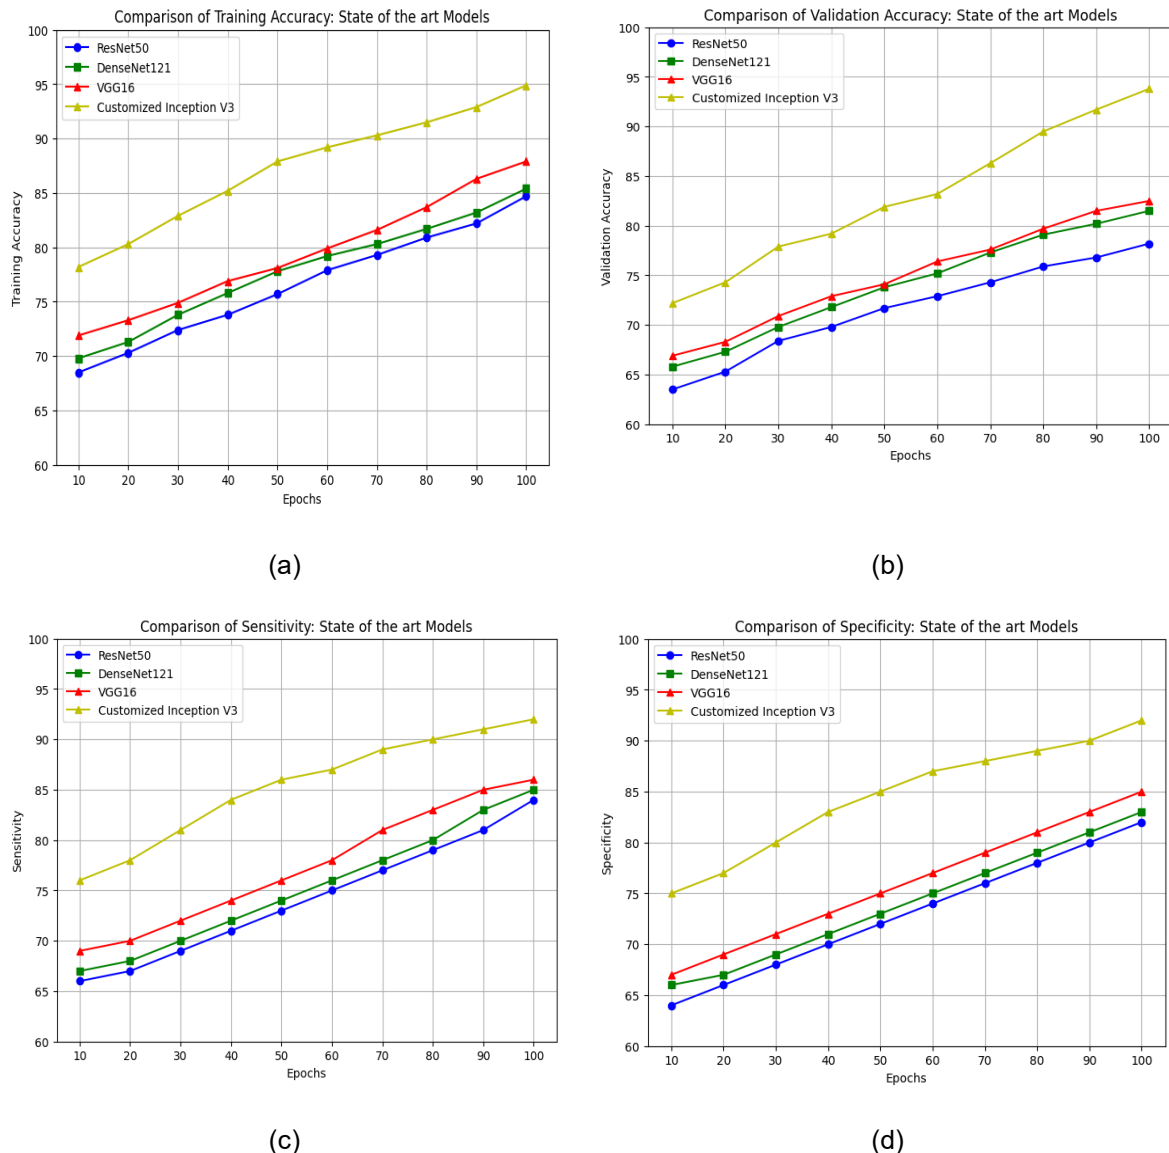 Comparison of Training Accuracy: State of the art Models
100
95
90
85
80
75
70
65
60
Training Accuracy
ResNet50
DenseNet121
VGG16
Customized Inception V3
10 20 30 40 50 60 70 80 90 100
Epochs
(a)
Comparison of Validation Accuracy: State of the art Models
100
95
90
85
80
75
70
65
60
Validation Accuracy
ResNet50
DenseNet121
VGG16
Customized Inception V3
10 20 30 40 50 60 70 80 90 100
Epochs
(b)
Comparison of Sensitivity: State of the art Models
100
95
90
85
80
75
70
65
60
Sensitivity
ResNet50
DenseNet121
VGG16
Customized Inception V3
10 20 30 40 50 60 70 80 90 100
Epochs
(c)
Comparison of Specificity: State of the art Models
100
95
90
85
80
75
70
65
60
Specificity
ResNet50
DenseNet121
VGG16
Customized Inception V3
10 20 30 40 50 60 70 80 90 100
Epochs
(d)